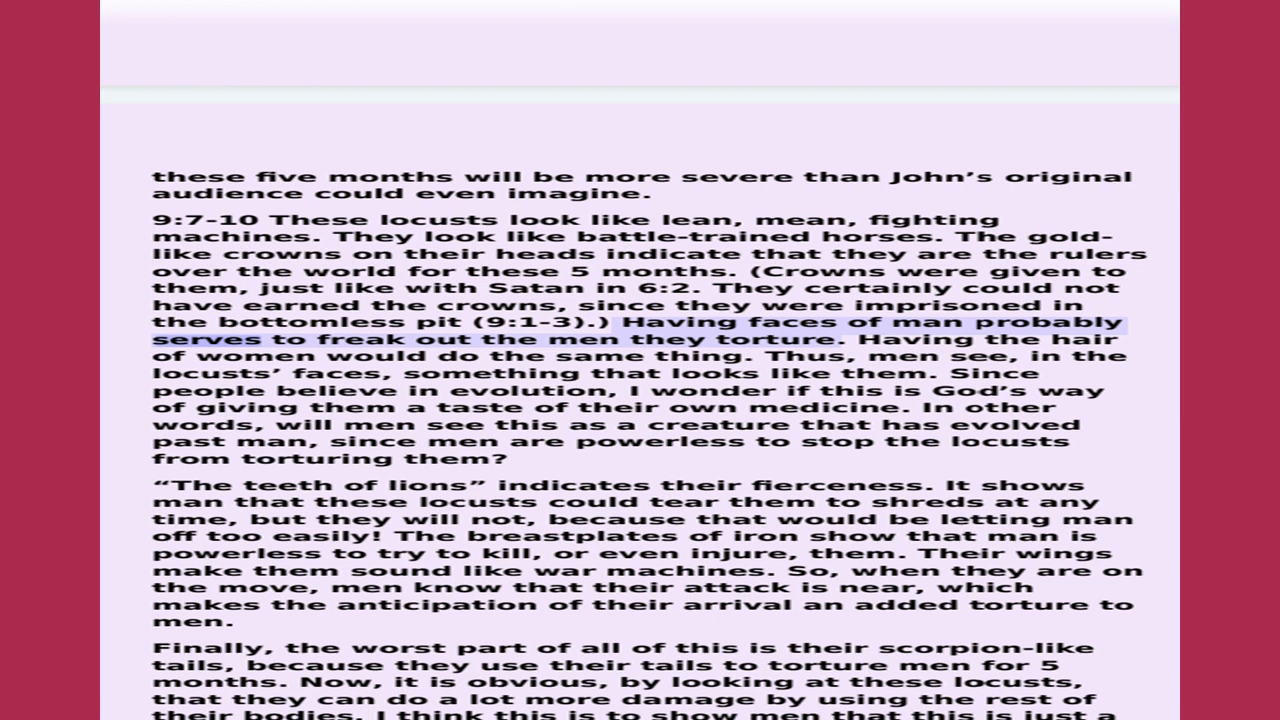 these five months will be more severe than John’s original
audience could even imagine.
9:7-10 These locusts look like lean, mean, fighting
machines. They look like battle-trained horses. The gold-
like crowns on their heads indicate that they are the rulers
over the world for these 5 months. (Crowns were given to
them, just like with Satan in 6:2. They certainly could not
have earned the crowns, since they were imprisoned in
the bottomless pit (9:1-3).) Having faces of man probably
serves to freak out the men they torture. Having the hair
of women would do the same thing. Thus, men see, in the
locusts’ faces, something that looks like them. Since
people believe in evolution, I wonder if this is God’s way
of giving them a taste of their own medicine. In other
words, will men see this as a creature that has evolved
past man, since men are powerless to stop the locusts
from torturing them?
“The teeth of lions” indicates their fierceness. It shows
man that these locusts could tear them to shreds at any
time, but they will not, because that would be letting man
off too easily! The breastplates of iron show that man is
powerless to try to kill, or even injure, them. Their wings
make them sound like war machines. So, when they are on
the move, men know that their attack is near, which
makes the anticipation of their arrival an added torture to
men.
Finally, the worst part of all of this is their scorpion-like
tails, because they use their tails to torture men for 5
months. Now, it is obvious, by looking at these locusts,
that they can do a lot more damage by using the rest of
their bodies. I think this is to show men that this is just a